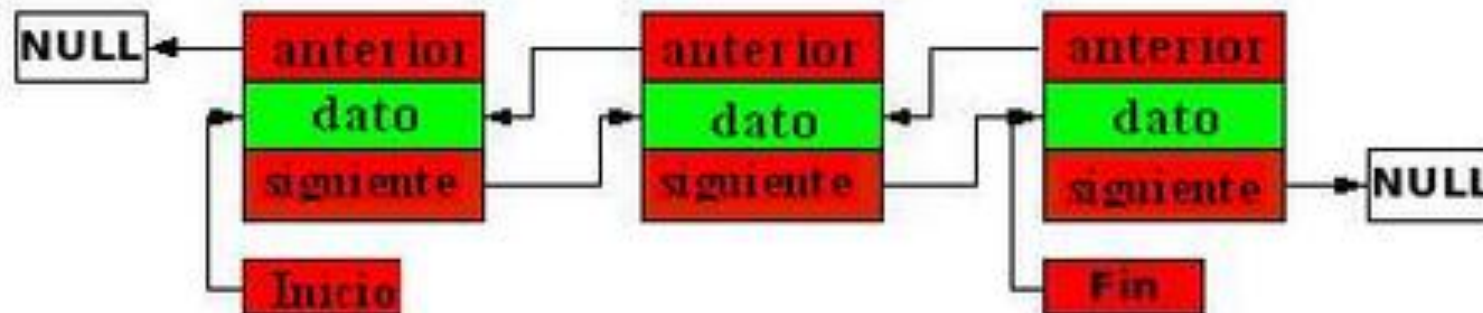 NULL
anterior
anterior
anterior
dato
dato
dato
siguiente
siguiente
siguiente
NULL
Inicio
Fin